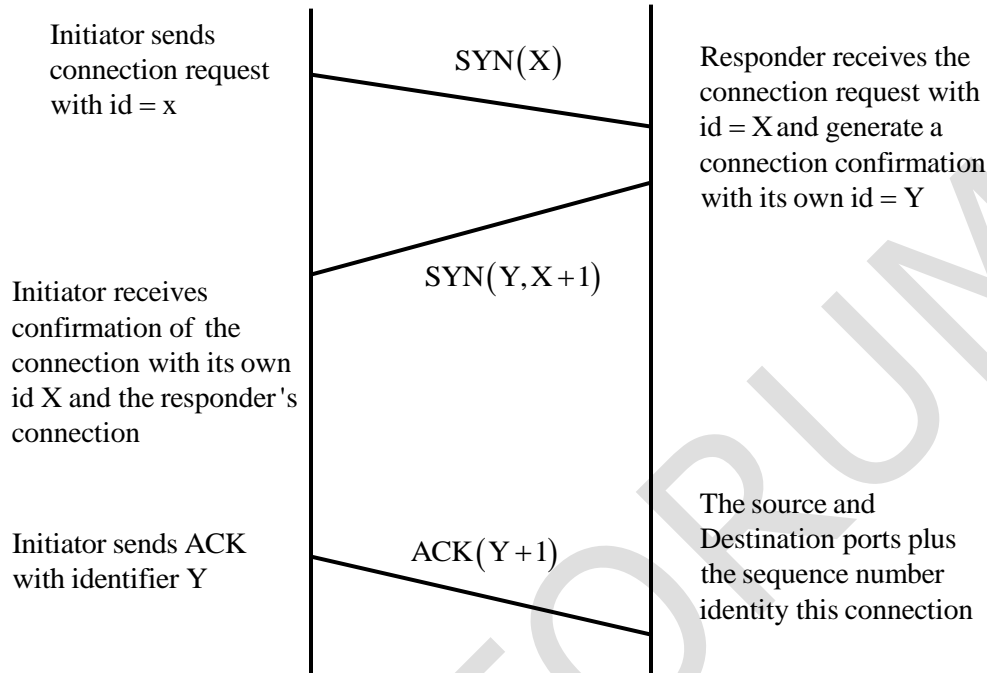 Initiator sends
connection request
with id = x
SYN(X)
Responder receives the
connection request with
id = X and generate a
connection confirmation
with its own id = Y
SYN(Y, X+1)
Initiator receives
confirmation of the
connection with its own
id X and the responder's
connection
Initiator sends ACK
with identifier Y
ACK(Y+1)
The source and
Destination ports plus
the sequence number
identity this connection
FORUM